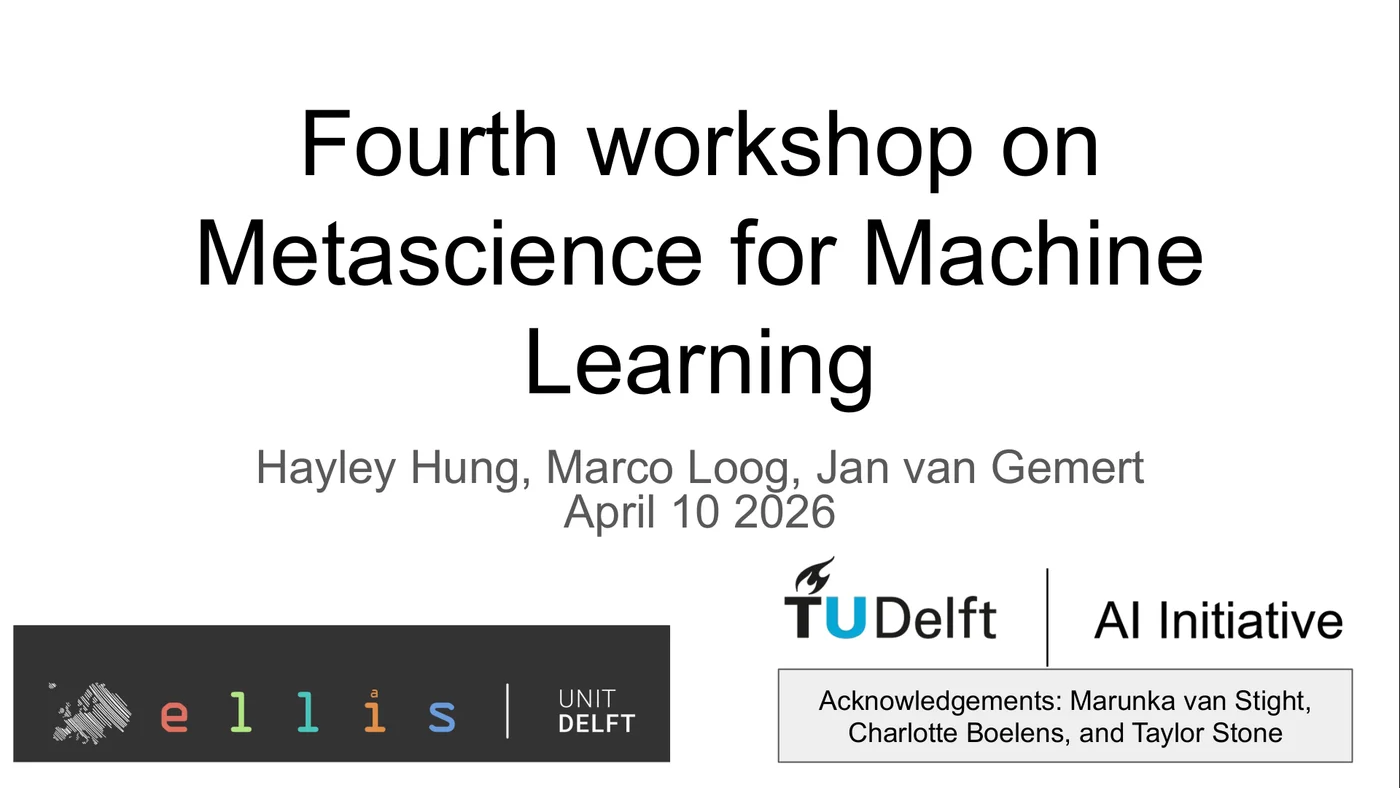 Fourth workshop on
Metascience for Machine
Learning
Hayley Hung, Marco Loog, Jan van Gemert
April 10 2026
TUDelft
AI Initiative
ellis
a
UNIT
DELFT
Acknowledgements: Marunka van Stight,
Charlotte Boelens, and Taylor Stone